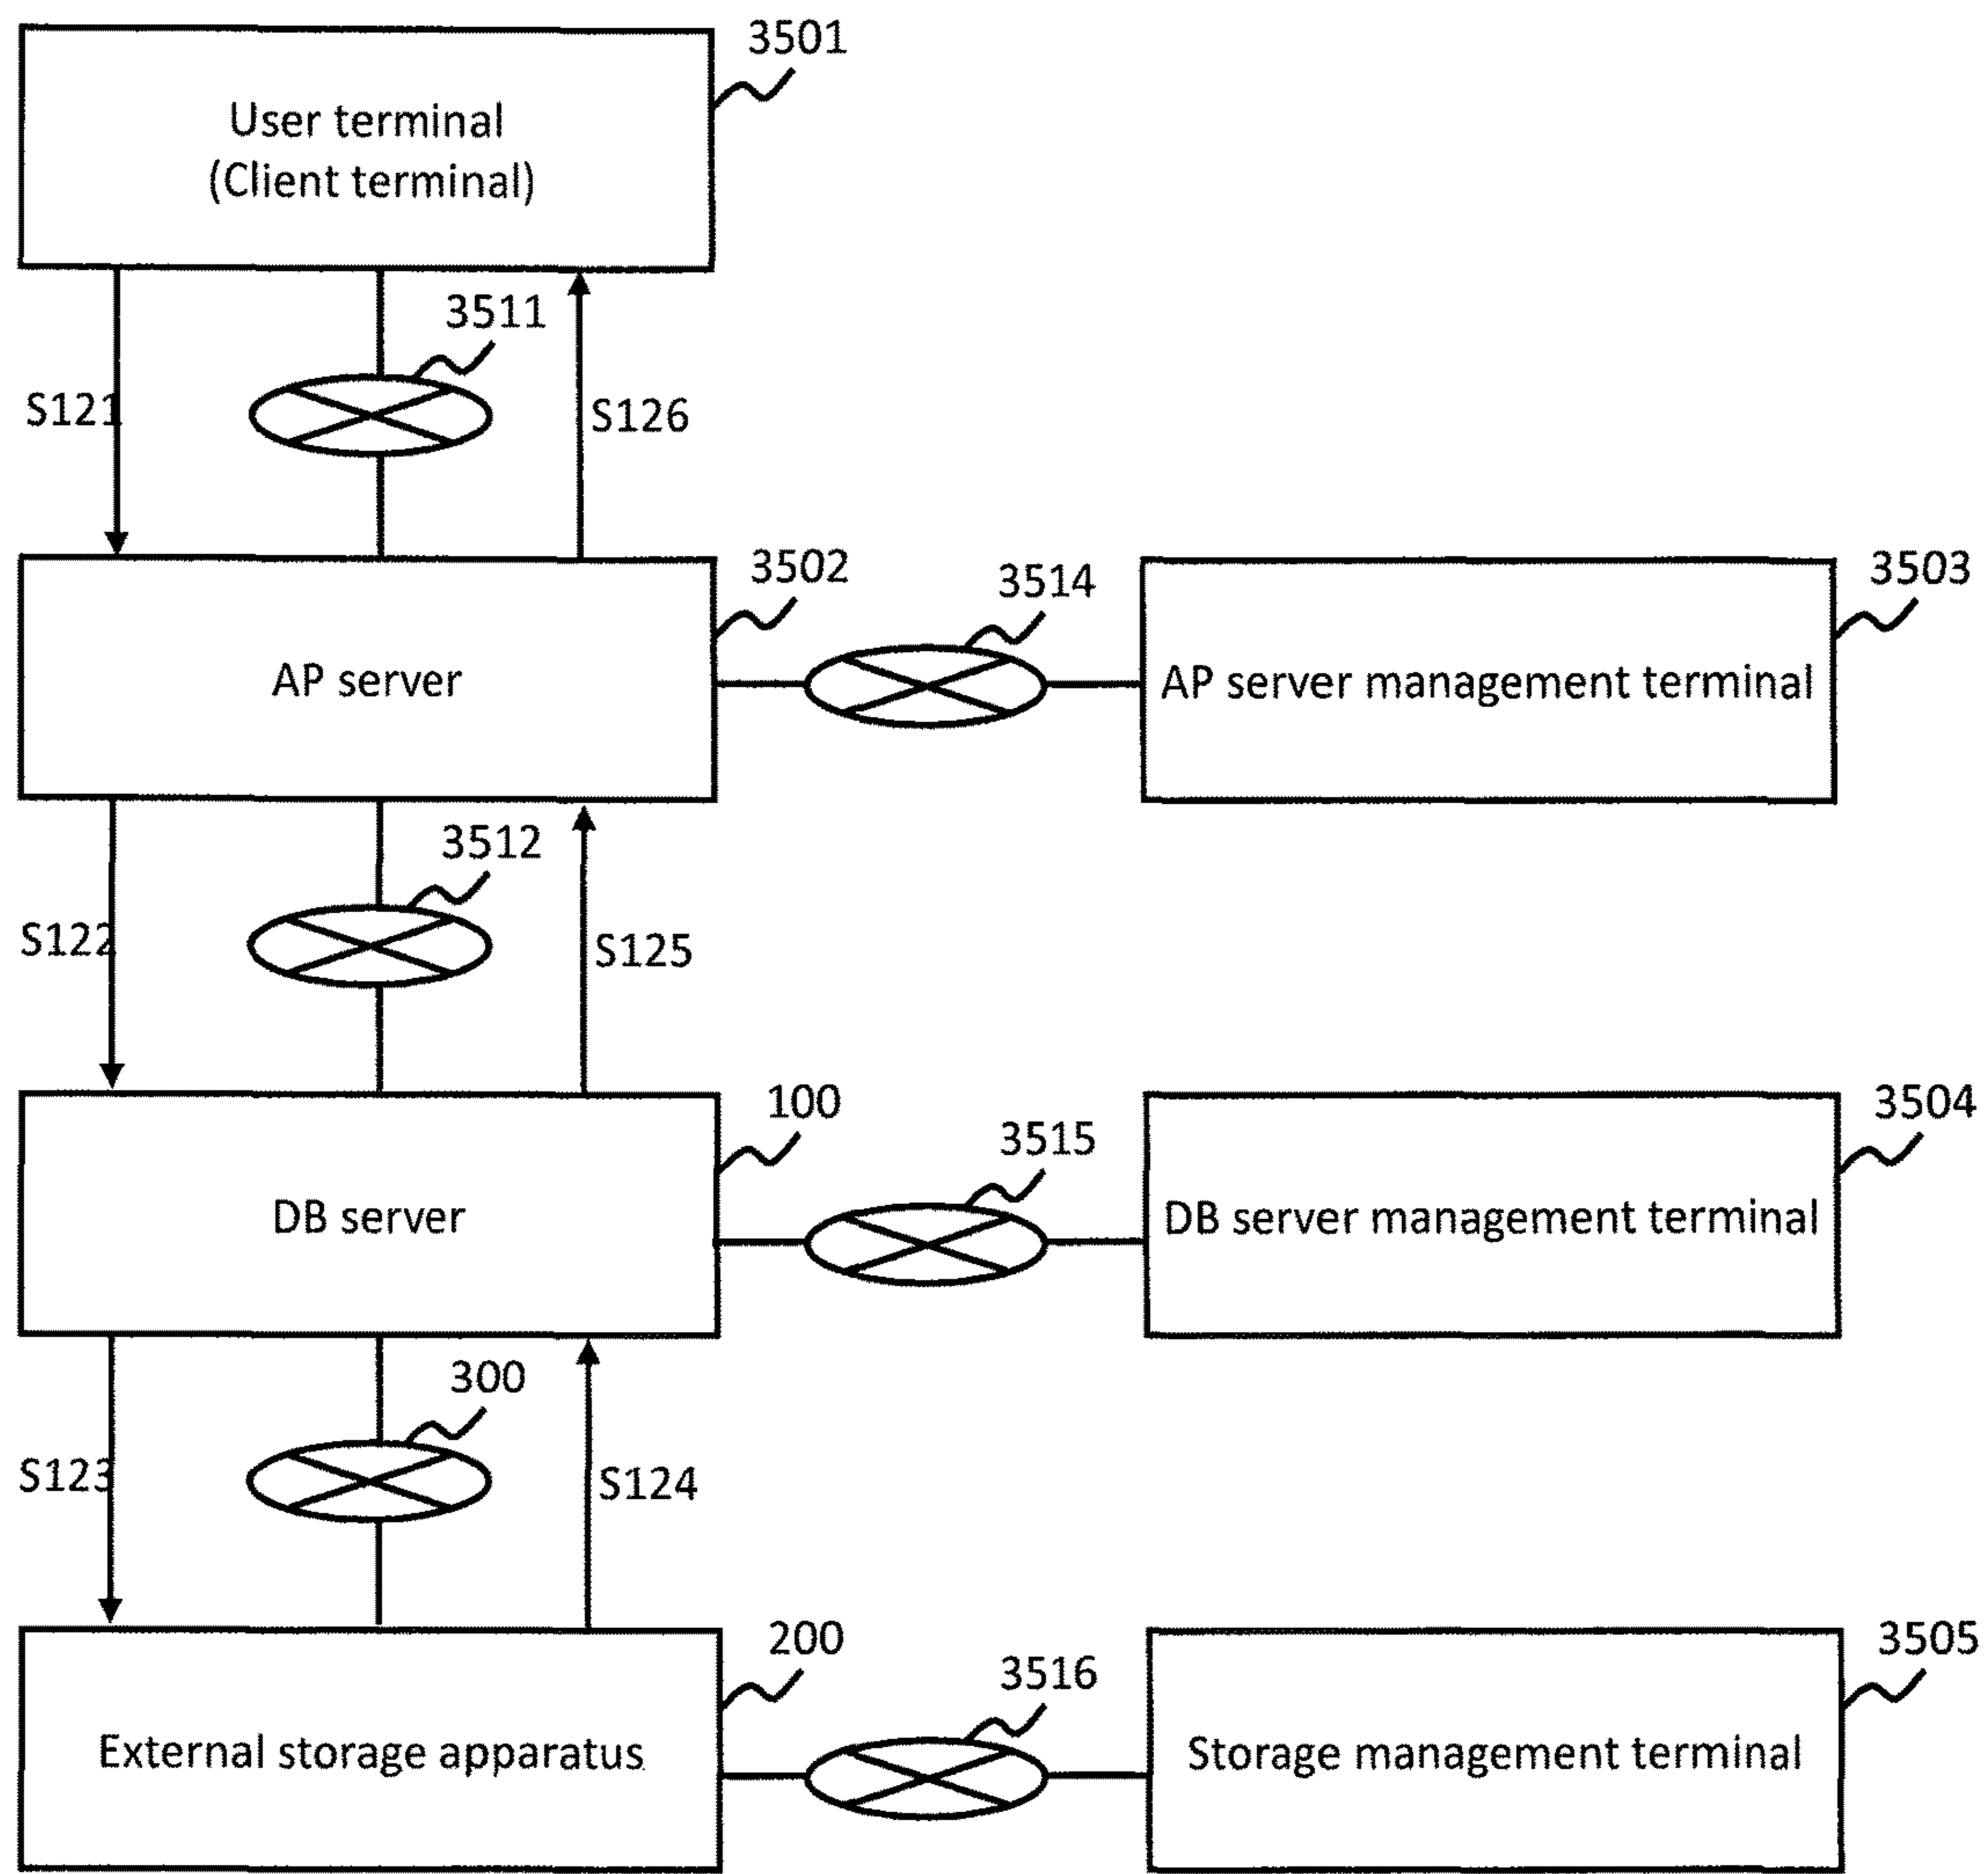 3501
User terminal
(Client terminal)
3511
S121
S126
3502
3514
3503
AP server
AP server management terminal
3512
S122
S125
100
3515
3504
DB server
DB server management terminal
300
S123
S124
200
3516
3505
External storage apparatus
Storage management terminal